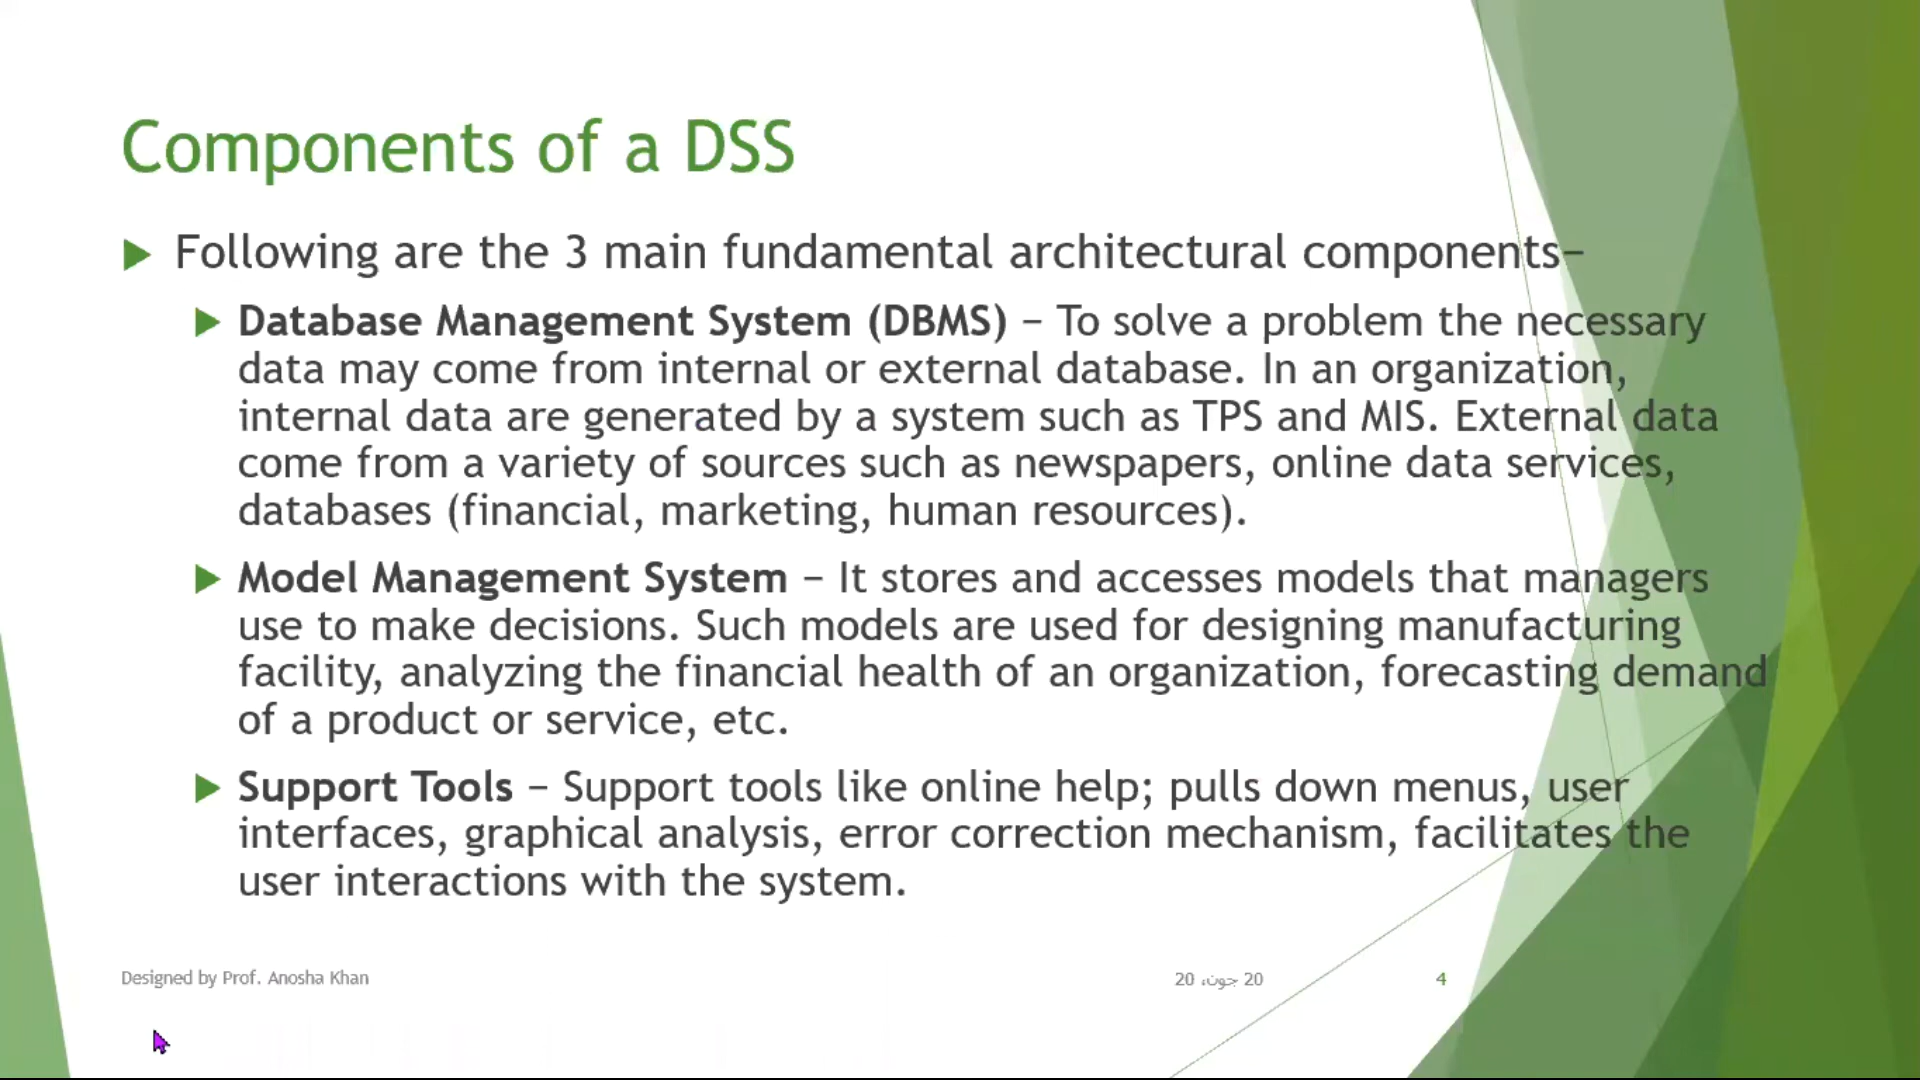 Components of a DSS
Following are the 3 main fundamental architectural components−
Database Management System (DBMS) − To solve a problem the necessary
data may come from internal or external database. In an organization,
internal data are generated by a system such as TPS and MIS. External data
come from a variety of sources such as newspapers, online data services,
databases (financial, marketing, human resources).
Model Management System − It stores and accesses models that managers
use to make decisions. Such models are used for designing manufacturing
facility, analyzing the financial health of an organization, forecasting demand
of a product or service, etc.
Support Tools − Support tools like online help; pulls down menus, user
interfaces, graphical analysis, error correction mechanism, facilitates the
user interactions with the system.
Designed by Prof. Anosha Khan
20 جون، 20
4